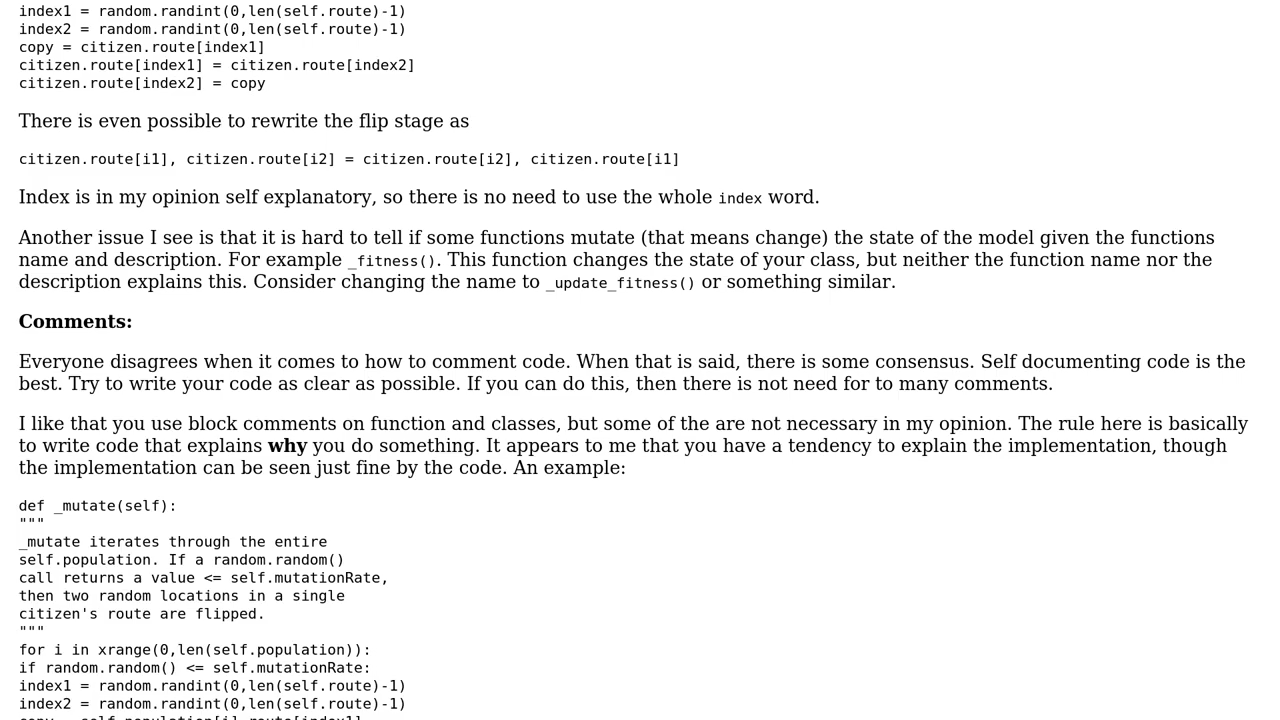 index1 = random.randint(0,len(self.route)-1)
index2 = random.randint(0,len(self.route)-1)
copy = citizen.route[index1]
citizen.route[index1] = citizen.route[index2]
citizen.route[index2] = copy
There is even possible to rewrite the flip stage as
citizen.route[i1], citizen.route[i2] = citizen.route[i2], citizen.route[i1]
Index is in my opinion self explanatory, so there is no need to use the whole index word.
Another issue I see is that it is hard to tell if some functions mutate (that means change) the state of the model given the functions
name and description. For example _fitness(). This function changes the state of your class, but neither the function name nor the
description explains this. Consider changing the name to _update_fitness() or something similar.
Comments:
Everyone disagrees when it comes to how to comment code. When that is said, there is some consensus. Self documenting code is the
best. Try to write your code as clear as possible. If you can do this, then there is not need for to many comments.
I like that you use block comments on function and classes, but some of the are not necessary in my opinion. The rule here is basically
to write code that explains why you do something. It appears to me that you have a tendency to explain the implementation, though
the implementation can be seen just fine by the code. An example:
def _mutate(self):
"""
_mutate iterates through the entire
self.population. If a random.random()
call returns a value <= self.mutationRate,
then two random locations in a single
citizen's route are flipped.
"""
for i in xrange(0,len(self.population)):
if random.random() <= self.mutationRate:
index1 = random.randint(0,len(self.route)-1)
index2 = random.randint(0,len(self.route)-1)
copy = self.population[i].route[index1]